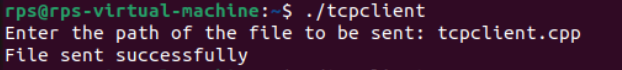 rps@rps-virtual-machine:~$ ./tcpclient
Enter the path of the file to be sent: tcpclient.cpp
File sent successfully